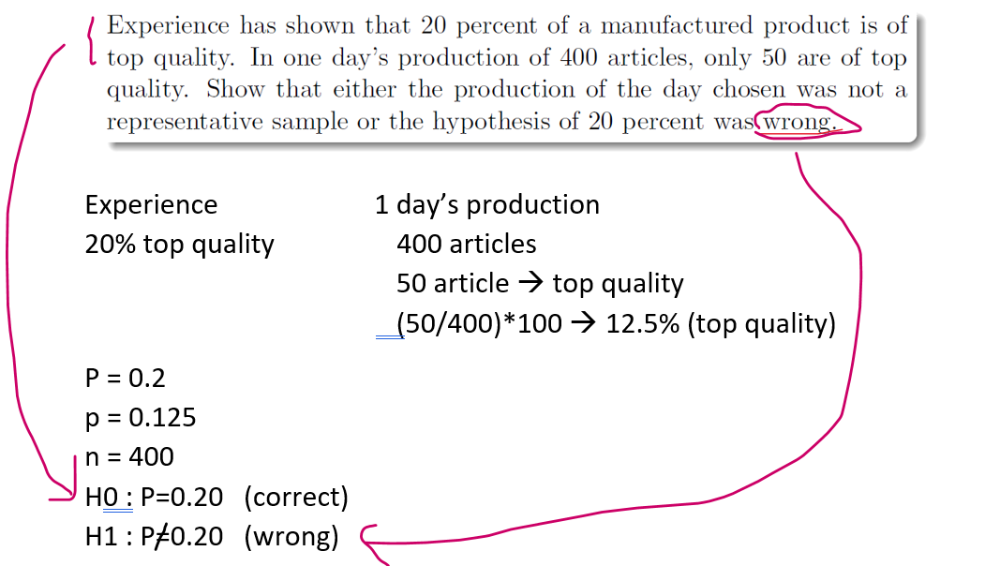 Experience has shown that 20 percent of a manufactured product is of
top quality. In one day's production of 400 articles, only 50 are of top
quality. Show that either the production of the day chosen was not a
representative sample or the hypothesis of 20 percent was wrong.
Experience
20% top quality
1 day's production
400 articles
50 article → top quality
(50/400)*100 → 12.5% (top quality)
P = 0.2
p = 0.125
n = 400
H0 : P=0.20 (correct)
H1 : P≠0.20 (wrong)